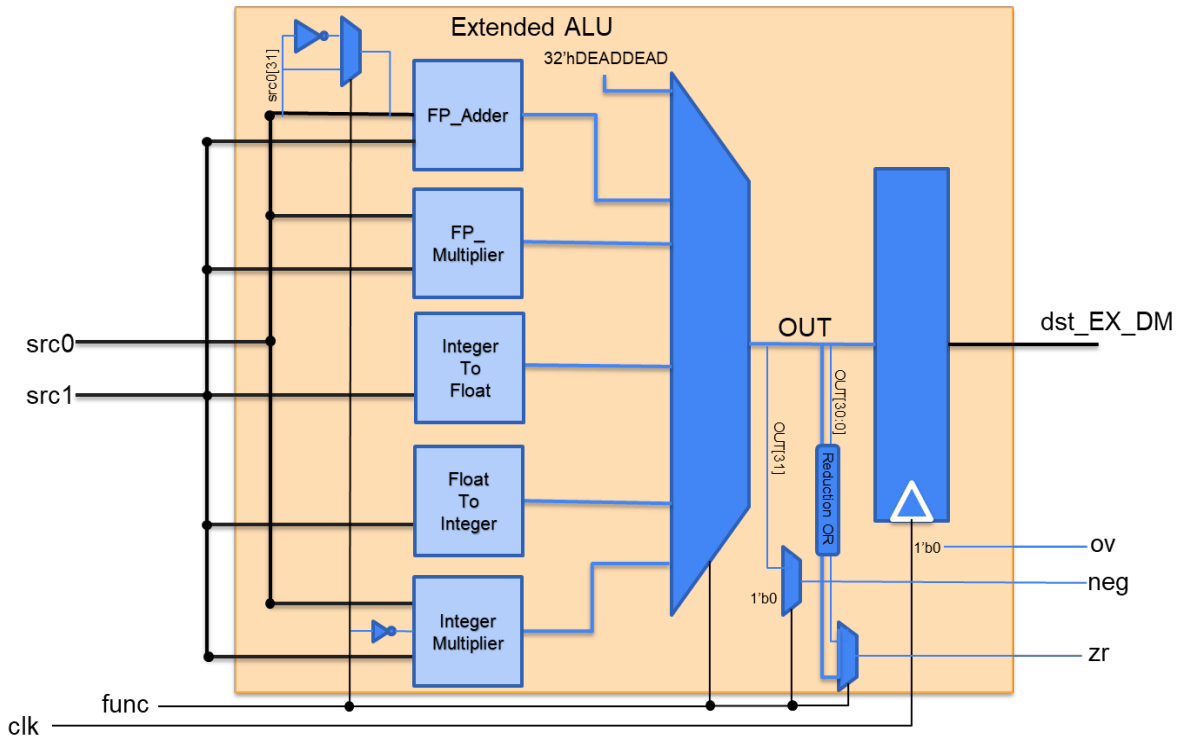 Extended ALU
32'hDEADDEAD
src0[31]
FP_Adder
FP_
Multiplier
src0
src1
Integer
To
Float
OUT
dst_EX_DM
OUT[31]
OUT[30:0]
Reduction OR
Float
To
Integer
1'b0
ov
neg
1'b0
Integer
Multiplier
zr
func
clk